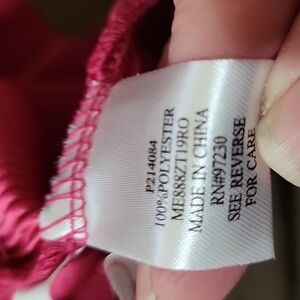 P214084
100%POLYESTER
ME888ZT19RO
MADE IN CHINA
RN#97230
SEE REVERSE
FOR CARE